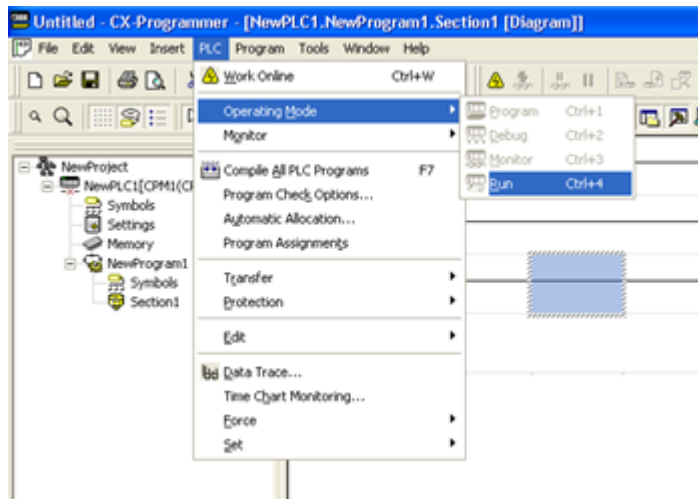 Untitled - CX-Programmer - [NewPLC1.NewProgram1.Section1 [Diagram]]
File Edit View Insert PLC Program Tools Window Help
Work Online Ctrl+W
Operating Mode
Program Ctrl+1
Debug Ctrl+2
Monitor Ctrl+3
Run Ctrl+4
Monitor
Compile All PLC Programs F7
Program Check Options...
Automatic Allocation...
Program Assignments
Transfer
Protection
Edit
Data Trace...
Time Chart Monitoring...
Force
Set
NewProject
NewPLC1[CPM1(CP
Symbols
Settings
Memory
NewProgram1
Symbols
Section1